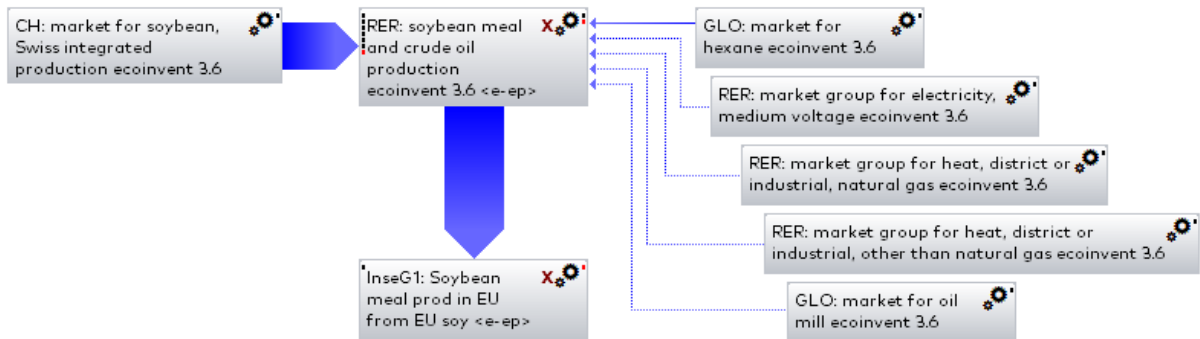 CH: market for soybean,
Swiss integrated
production ecoinvent 3.6
RER: soybean meal
and crude oil
production
ecoinvent 3.6 <e-ep>
X
GLO: market for
hexane ecoinvent 3.6
RER: market group for electricity,
medium voltage ecoinvent 3.6
RER: market group for heat, district or
industrial, natural gas ecoinvent 3.6
RER: market group for heat, district or
industrial, other than natural gas ecoinvent 3.6
GLO: market for oil
mill ecoinvent 3.6
InseG1: Soybean
meal prod in EU
from EU soy <e-ep>
X